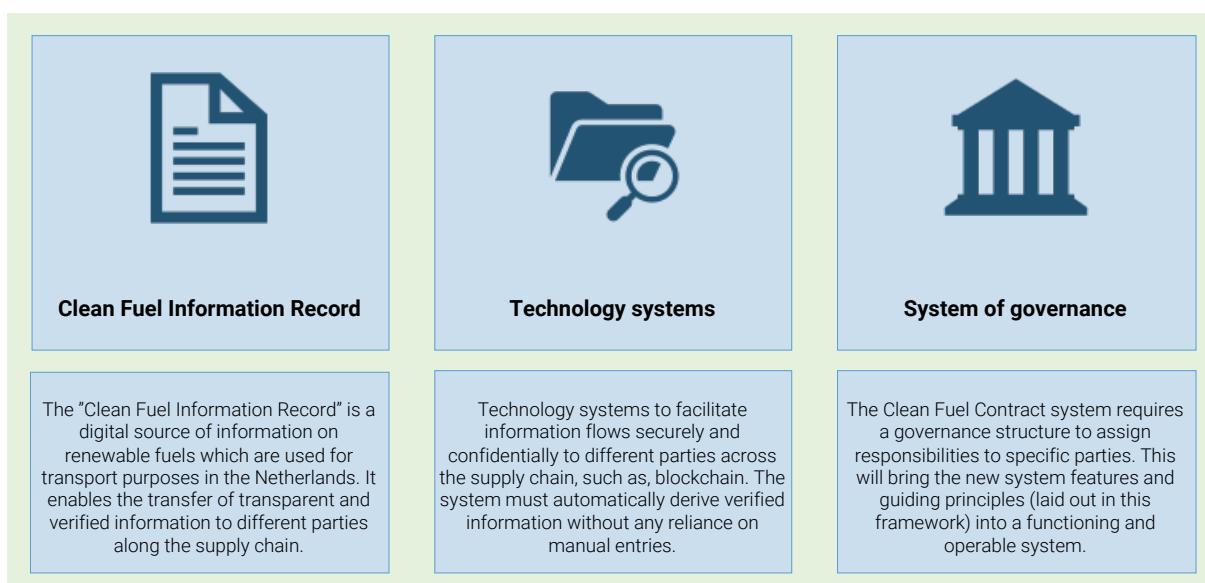 Clean Fuel Information Record
Technology systems
System of governance
The ”Clean Fuel Information Record” is a
digital source of information on
renewable fuels which are used for
transport purposes in the Netherlands. It
enables the transfer of transparent and
verified information to different parties
along the supply chain.
Technology systems to facilitate
information flows securely and
confidentially to different parties across
the supply chain, such as, blockchain. The
system must automatically derive verified
information without any reliance on
manual entries.
The Clean Fuel Contract system requires
a governance structure to assign
responsibilities to specific parties. This
will bring the new system features and
guiding principles (laid out in this
framework) into a functioning and
operable system.